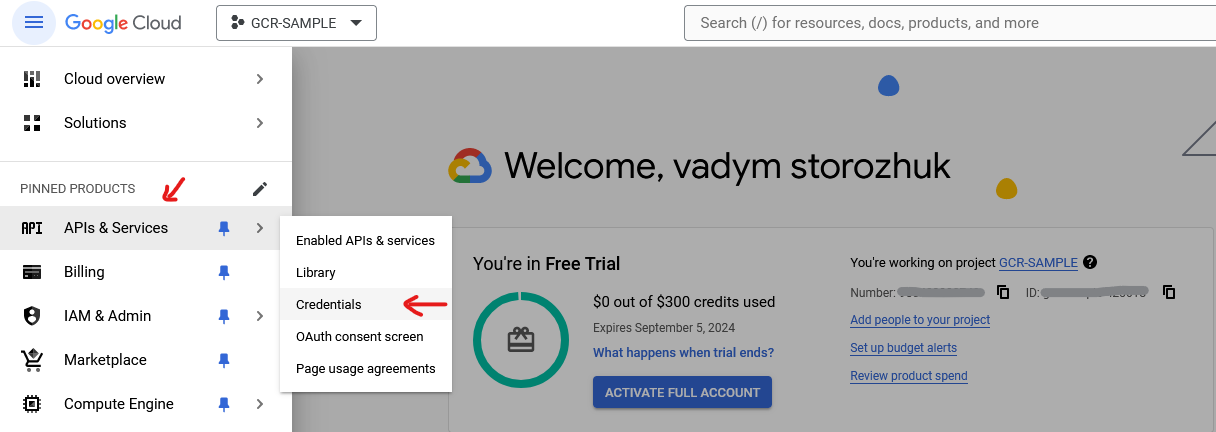 Google Cloud
GCR-SAMPLE
Search (/) for resources, docs, products, and more
Cloud overview
Solutions
PINNED PRODUCTS
API APIs & Services
Billing
IAM & Admin
Marketplace
Compute Engine
Enabled APIs & services
Library
Credentials
OAuth consent screen
Page usage agreements
Welcome, vadym storozhuk
You're in Free Trial
$0 out of $300 credits used
Expires September 5, 2024
What happens when trial ends?
ACTIVATE FULL ACCOUNT
You're working on project GCR-SAMPLE ?
Number: ID:
Add people to your project
Set up budget alerts
Review product spend